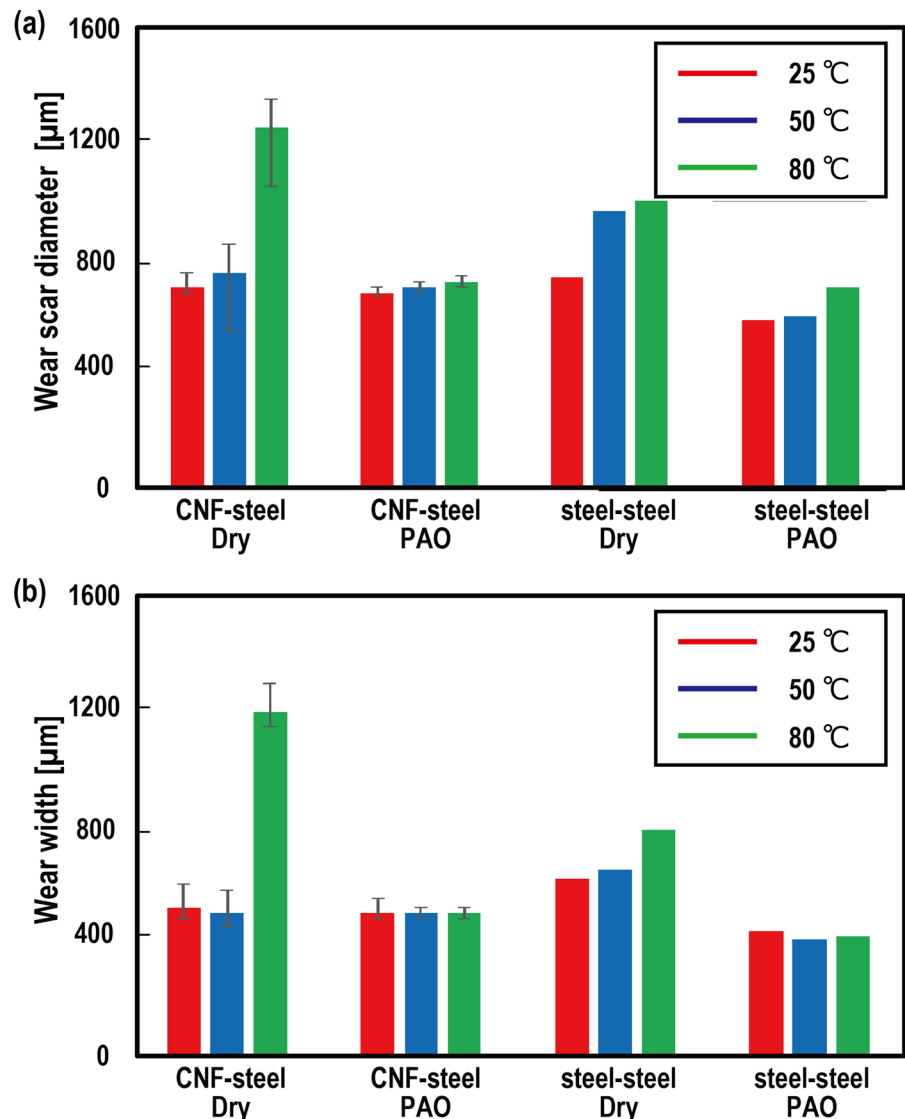 (a)
1600
1200
800
400
0
Wear scar diameter [µm]
25 ℃
50 ℃
80 ℃
CNF-steel
Dry
CNF-steel
PAO
steel-steel
Dry
steel-steel
PAO
(b)
1600
1200
800
400
0
Wear width [µm]
25 ℃
50 ℃
80 ℃
CNF-steel
Dry
CNF-steel
PAO
steel-steel
Dry
steel-steel
PAO